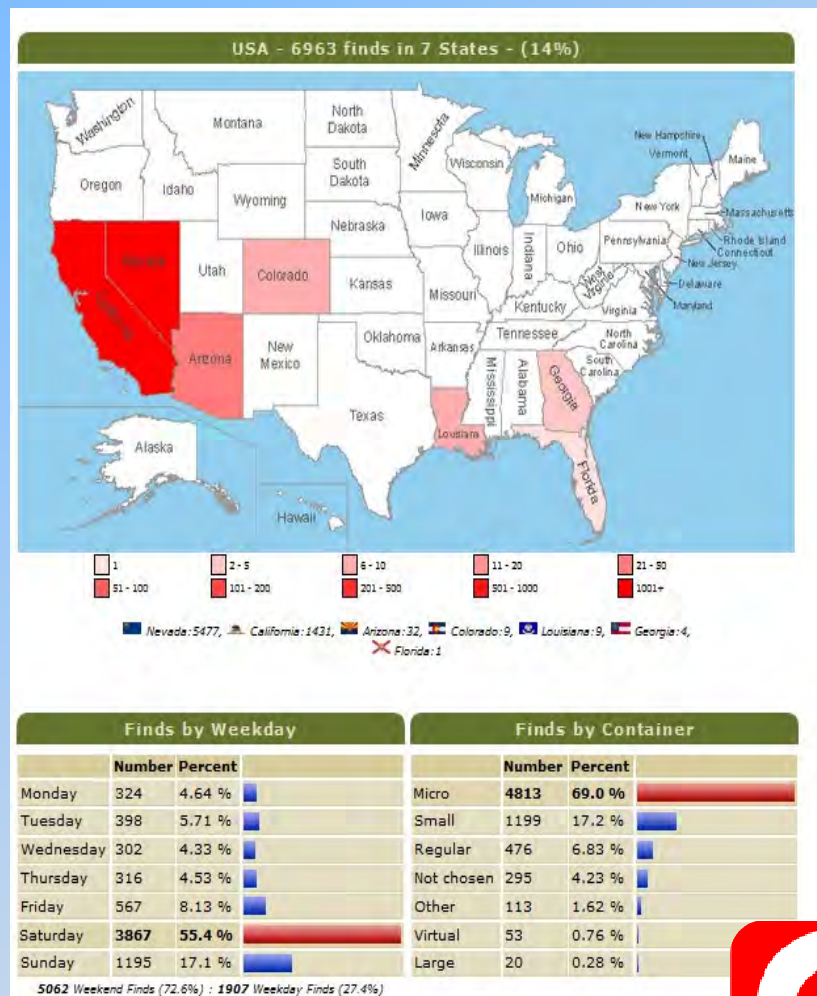 USA - 6963 finds in 7 States - (14%)
Washington
Montana
North Dakota
Minnesota
New Hampshire
Vermont
Maine
Oregon
Idaho
Wyoming
South Dakota
Wisconsin
Michigan
New York
Massachusetts
Rhode Island
Connecticut
Nebraska
Iowa
Illinois
Indiana
Ohio
Pennsylvania
New Jersey
Delaware
Maryland
Nevada
Utah
Colorado
Kansas
Missouri
West Virginia
Virginia
Kentucky
California
Arizona
New Mexico
Oklahoma
Arkansas
Tennessee
North Carolina
South Carolina
Mississippi
Alabama
Georgia
Texas
Louisiana
Florida
Alaska
Hawaii
1 2 - 5 6 - 10 11 - 20 21 - 50
51 - 100 101 - 200 201 - 500 501 - 1000 1001+
Nevada:5477, California:1431, Arizona:32, Colorado:9, Louisiana:9, Georgia:4,
Florida:1
Finds by Weekday
Number Percent
Monday 324 4.64 %
Tuesday 398 5.71 %
Wednesday 302 4.33 %
Thursday 316 4.53 %
Friday 567 8.13 %
Saturday 3867 55.4 %
Sunday 1195 17.1 %
5062 Weekend Finds (72.6%) : 1907 Weekday Finds (27.4%)
Finds by Container
Number Percent
Micro 4813 69.0 %
Small 1199 17.2 %
Regular 476 6.83 %
Not chosen 295 4.23 %
Other 113 1.62 %
Virtual 53 0.76 %
Large 20 0.28 %